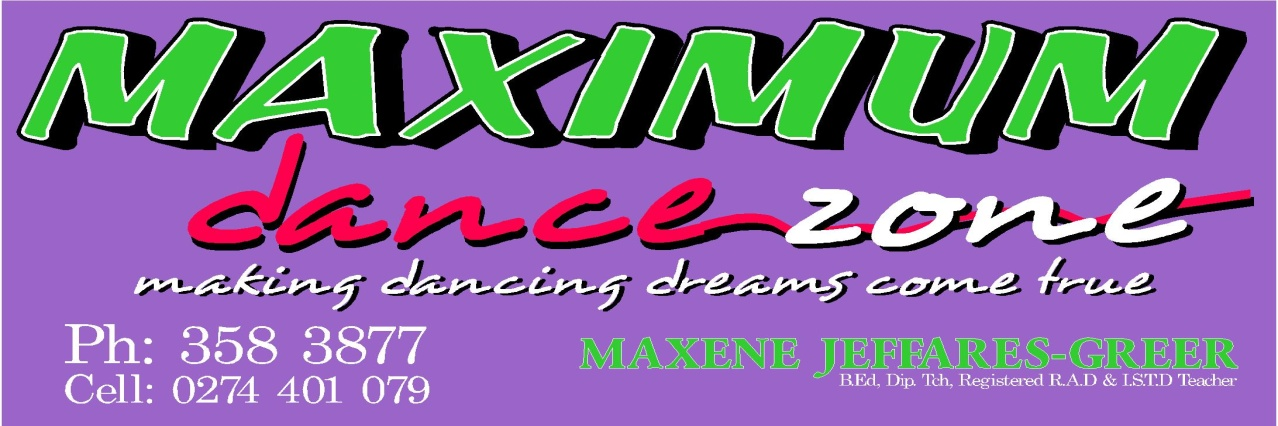 MAXIMUM
dance zone
making dancing dreams come true
Ph: 358 3877
Cell: 0274 401 079
MAXENE JEFFARES-GREER
B.Ed, Dip. Tch, Registered R.A.D & I.S.T.D Teacher